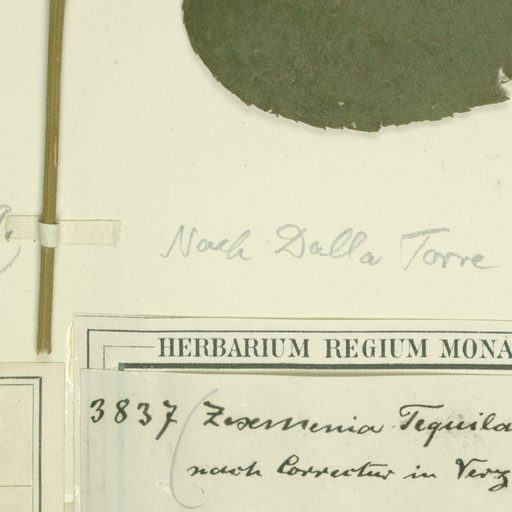 Nach Dalla Torre
HERBARIUM REGIUM MONA
3837 (Zexmenia Tequila
nach Correctur in Verz